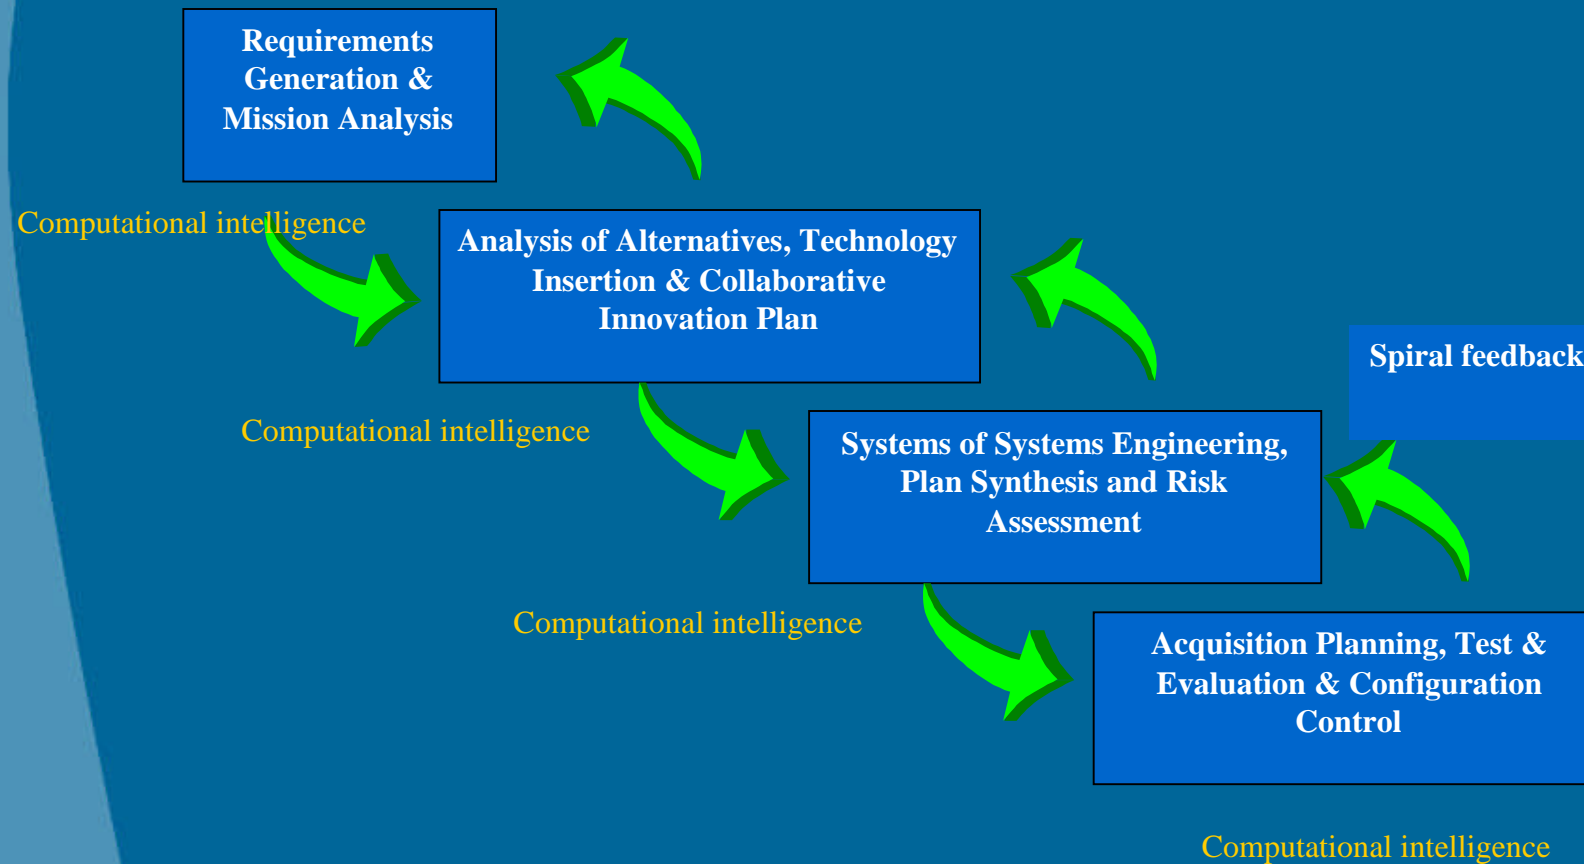 Requirements
Generation &
Mission Analysis
Computational intelligence
Analysis of Alternatives, Technology
Insertion & Collaborative
Innovation Plan
Spiral feedback
Computational intelligence
Systems of Systems Engineering,
Plan Synthesis and Risk
Assessment
Computational intelligence
Acquisition Planning, Test &
Evaluation & Configuration
Control
Computational intelligence